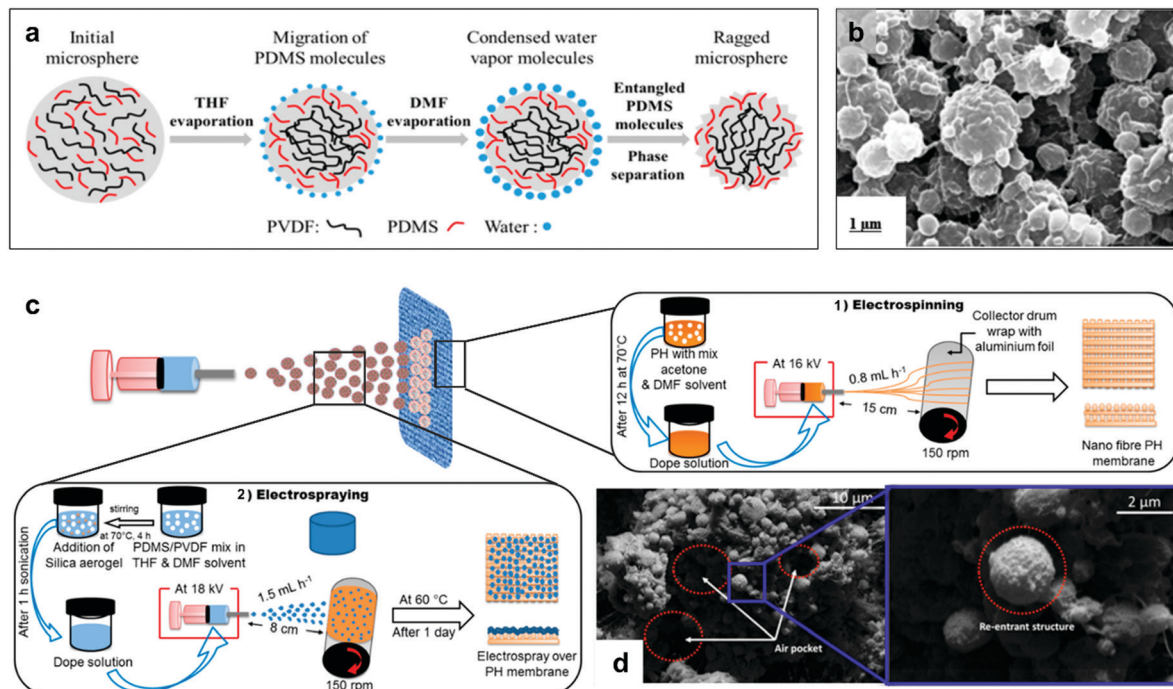 a
Initial
microsphere
Migration of
PDMS molecules
Condensed water
vapor molecules
Ragged
microsphere
THF
evaporation
DMF
evaporation
Entangled
PDMS
molecules
Phase
separation
PVDF:
PDMS
Water :
b
1 µm
c
1) Electrospinning
PH with mix
acetone
& DMF solvent
After 12 h at 70°C
Dope solution
At 16 kV
0.8 mL h⁻¹
15 cm
Collector drum
wrap with
aluminium foil
150 rpm
Nano fibre PH
membrane
2) Electrospraying
stirring
at 70°C, 4 h
Addition of
Silica aerogel
PDMS/PVDF mix in
THF & DMF solvent
After 1 h sonication
Dope solution
At 18 kV
1.5 mL h⁻¹
8 cm
150 rpm
At 60 °C
After 1 day
Electrospray over
PH membrane
d
10 µm
Air pocket
2 µm
Re-entrant structure